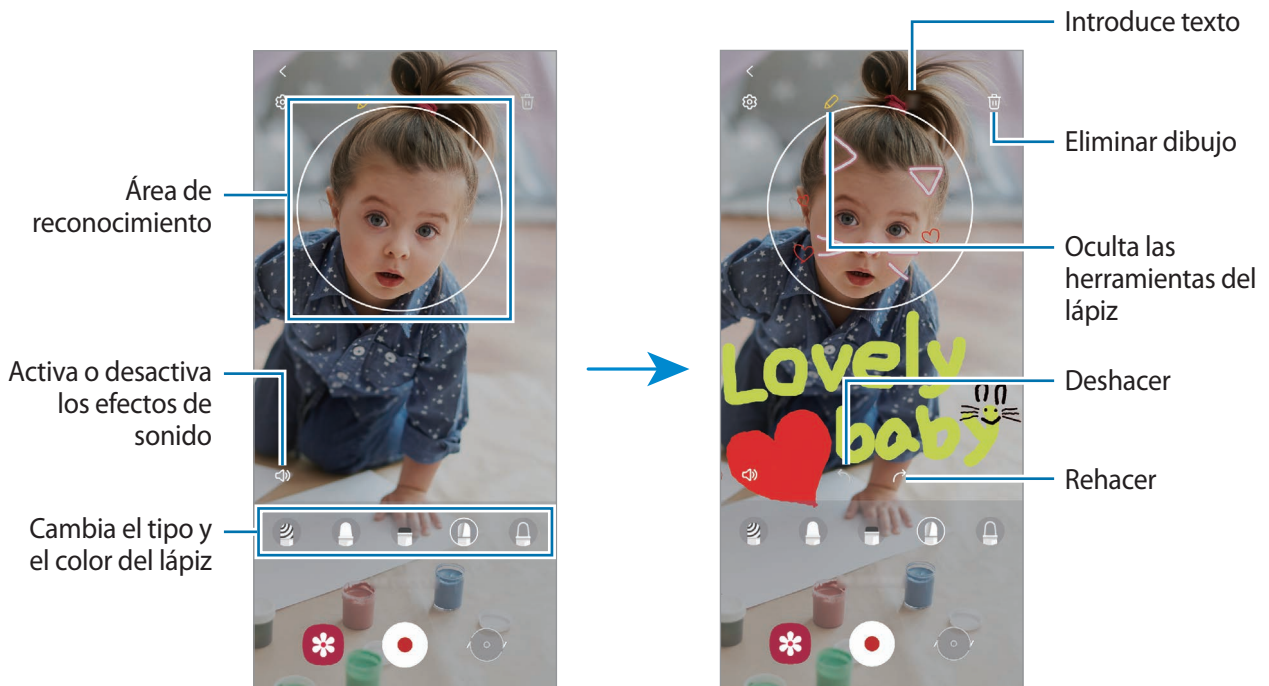 Introduce texto
Eliminar dibujo
Área de
reconocimiento
Oculta las
herramientas del
lápiz
Activa o desactiva
los efectos de
sonido
Lovely
baby
Deshacer
Rehacer
Cambia el tipo y
el color del lápiz